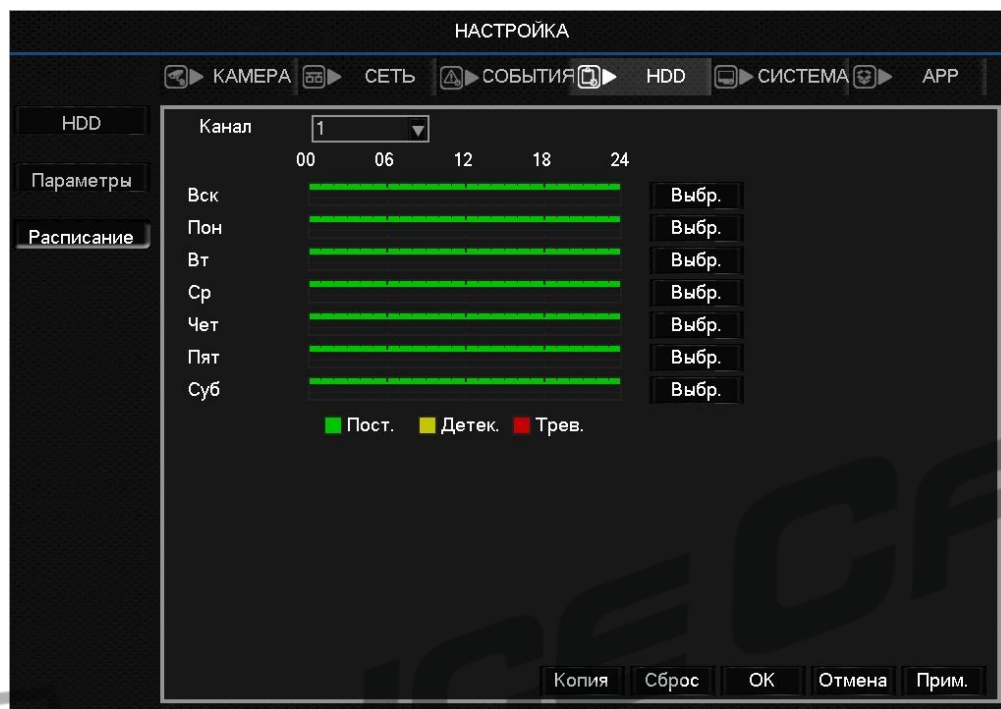 НАСТРОЙКА
КАМЕРА СЕТЬ СОБЫТИЯ HDD СИСТЕМА APP
HDD
Параметры
Расписание
Канал 1
00 06 12 18 24
Вск Выбр.
Пон Выбр.
Вт Выбр.
Ср Выбр.
Чет Выбр.
Пят Выбр.
Суб Выбр.
Пост. Детек. Трев.
Копия Сброс OK Отмена Прим.